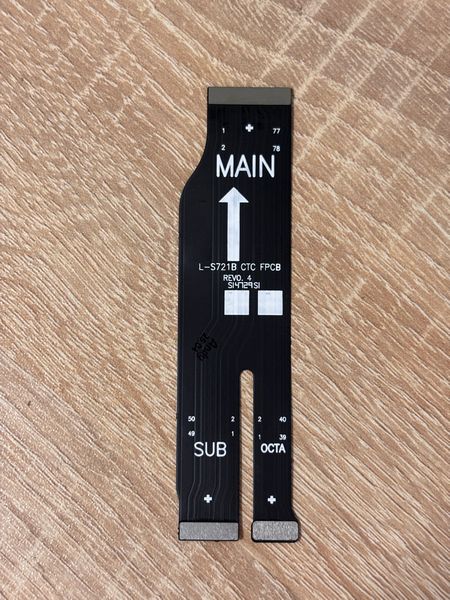 1 77
2 78
MAIN
L-S721B CTC FPCB
REV0. 4
S14729S1
50 2 2 40
49 1 1 39
SUB OCTA